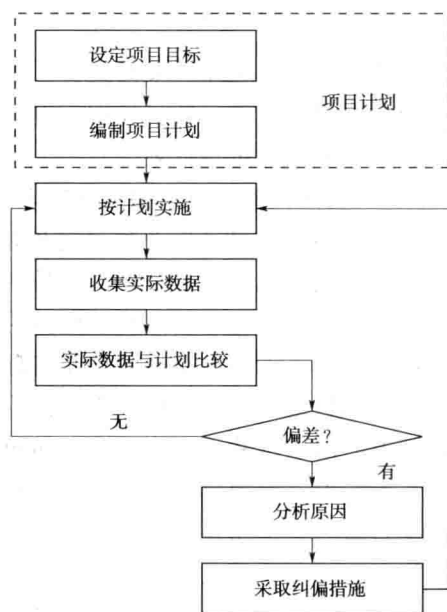 设定项目目标
项目计划
编制项目计划
按计划实施
收集实际数据
实际数据与计划比较
无
偏差?
有
分析原因
采取纠偏措施